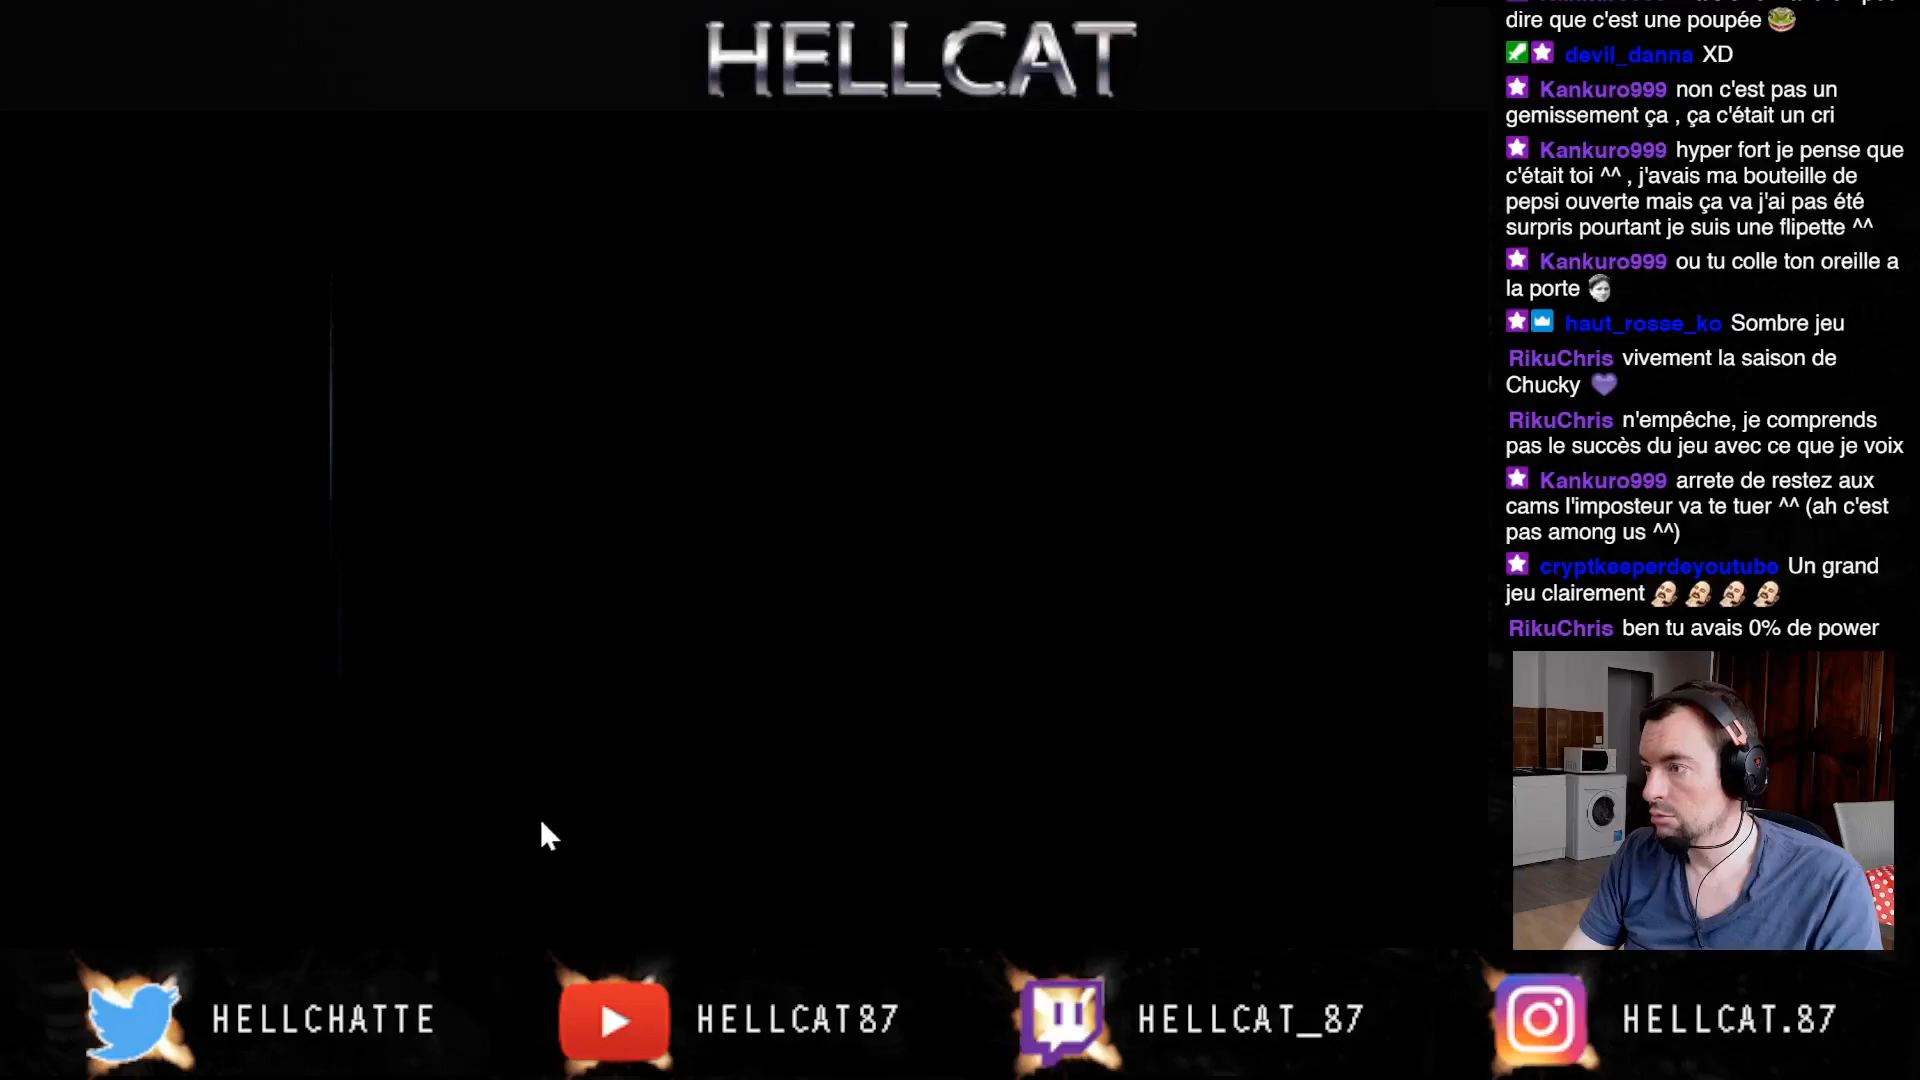 HELLCAT
dire que c'est une poupée
devil_danna XD
Kankuro999 non c'est pas un
gemissement ça , ça c'était un cri
Kankuro999 hyper fort je pense que
c'était toi ^^ , j'avais ma bouteille de
pepsi ouverte mais ça va j'ai pas été
surpris pourtant je suis une flipette ^^
Kankuro999 ou tu colle ton oreille a
la porte
haut_rosse_ko Sombre jeu
RikuChris vivement la saison de
Chucky
RikuChris n'empêche, je comprends
pas le succès du jeu avec ce que je voix
Kankuro999 arrete de restez aux
cams l'imposteur va te tuer ^^ (ah c'est
pas among us ^^)
cryptkeeperdeyoutube Un grand
jeu clairement
RikuChris ben tu avais 0% de power
HELLCHATTE
HELLCAT87
HELLCAT_87
HELLCAT.87